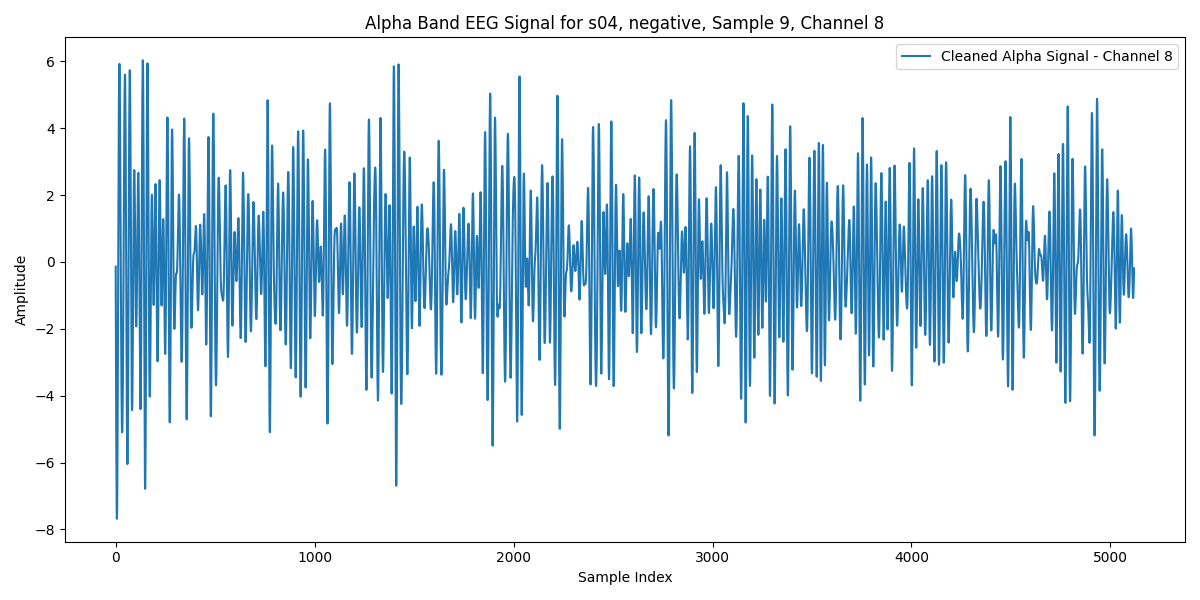 Alpha Band EEG Signal for s04, negative, Sample 9, Channel 8
Cleaned Alpha Signal - Channel 8
Amplitude
6
4
2
0
−2
−4
−6
−8
0 1000 2000 3000 4000 5000
Sample Index